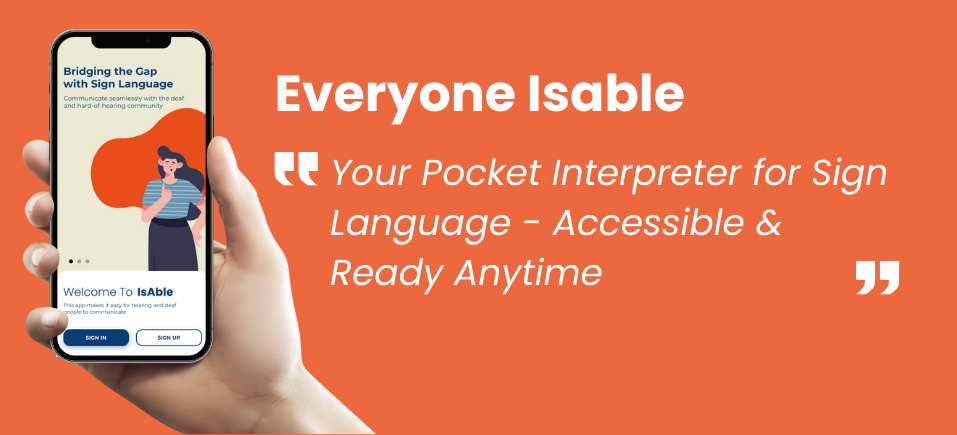 Bridging the Gap
with Sign Language
Communicate seamlessly with the deaf
and hard-of-hearing community
Welcome To IsAble
This app makes it easy for hearing and deaf
people to communicate
SIGN IN
SIGN UP
Everyone Isable
❝ Your Pocket Interpreter for Sign
Language - Accessible &
Ready Anytime ❞